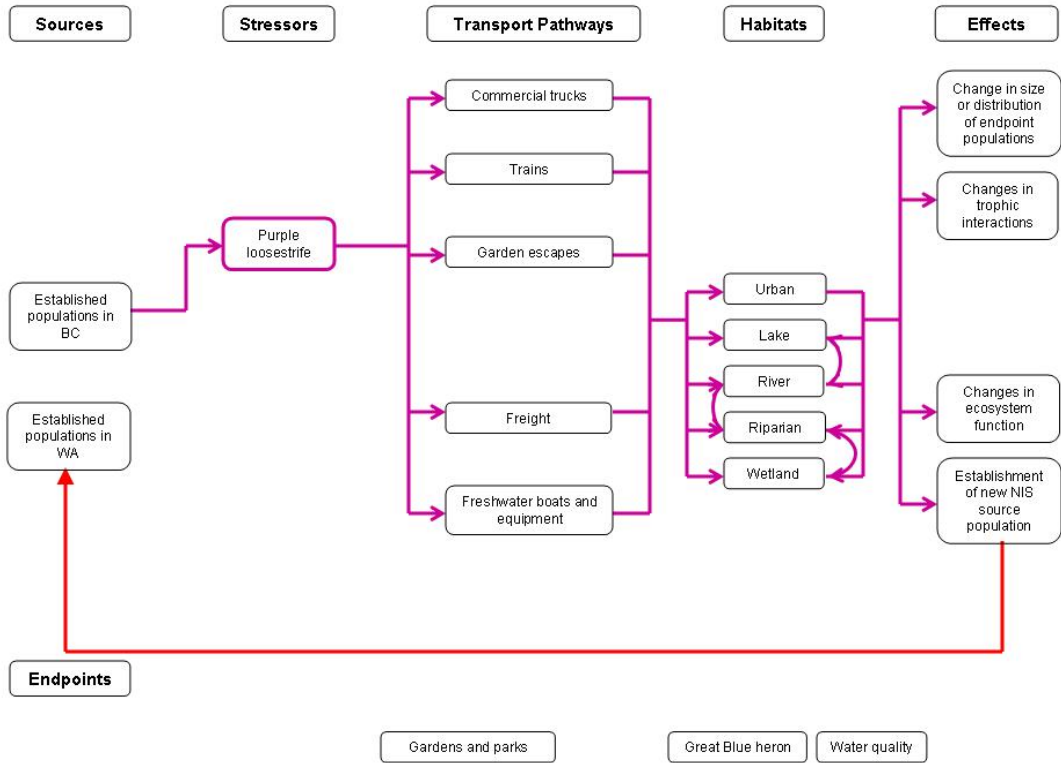 Sources
Stressors
Transport Pathways
Habitats
Effects
Established
populations in
BC
Established
populations in
WA
Purple
loosestrife
Commercial trucks
Trains
Garden escapes
Freight
Freshwater boats and
equipment
Urban
Lake
River
Riparian
Wetland
Change in size
or distribution
of endpoint
populations
Changes in
trophic
interactions
Changes in
ecosystem
function
Establishment
of new NIS
source
population
Endpoints
Gardens and parks
Great Blue heron
Water quality